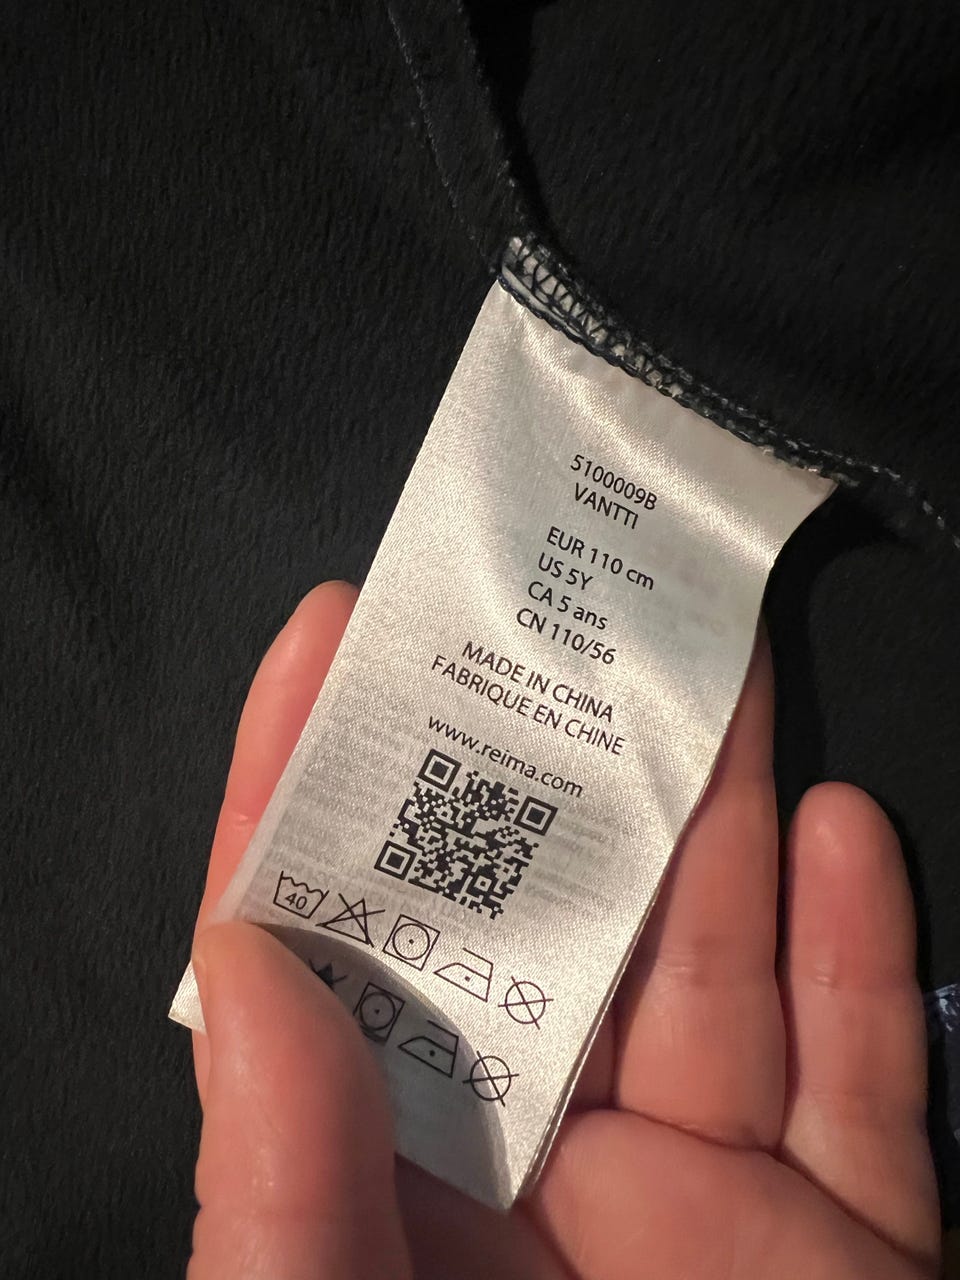 5100009B
VANTTI
EUR 110 cm
US 5Y
CA 5 ans
CN 110/56
MADE IN CHINA
FABRIQUE EN CHINE
www.reima.com
40